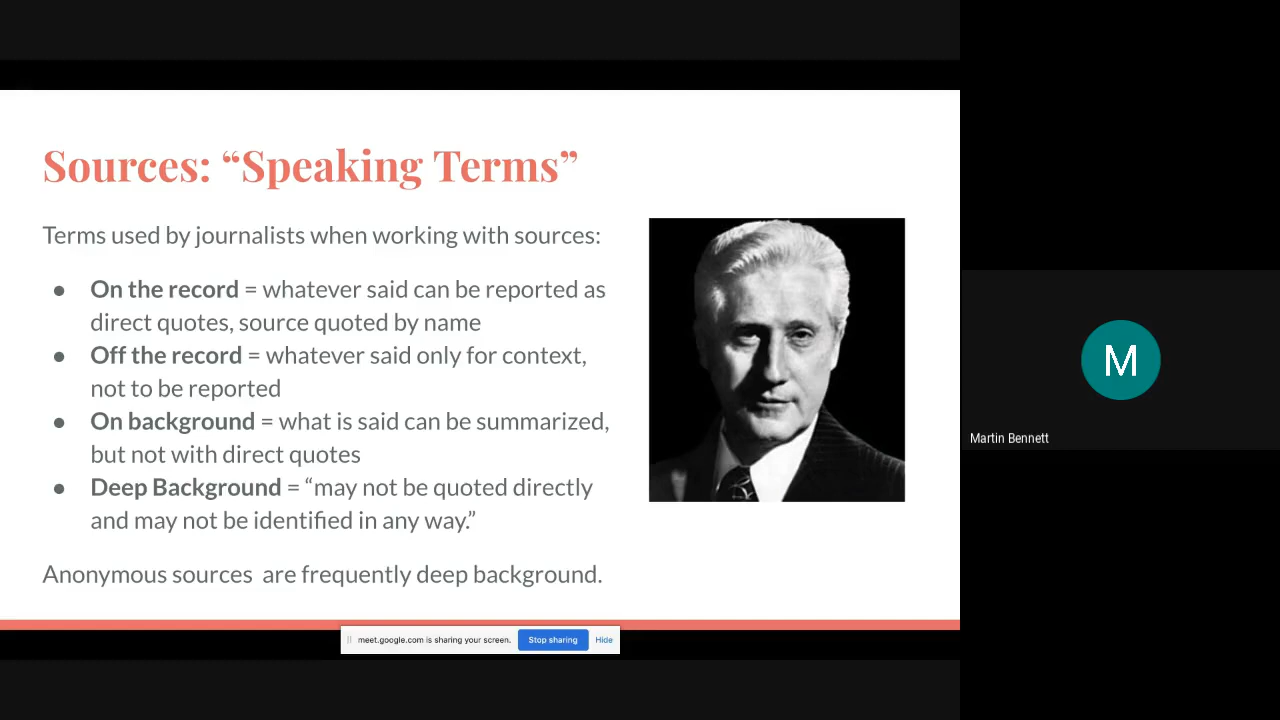 Sources: “Speaking Terms”
Terms used by journalists when working with sources:
● On the record = whatever said can be reported as
direct quotes, source quoted by name
● Off the record = whatever said only for context,
not to be reported
● On background = what is said can be summarized,
but not with direct quotes
● Deep Background = “may not be quoted directly
and may not be identified in any way.”
Anonymous sources  are frequently deep background.
meet.google.com is sharing your screen. Stop sharing Hide
M
Martin Bennett